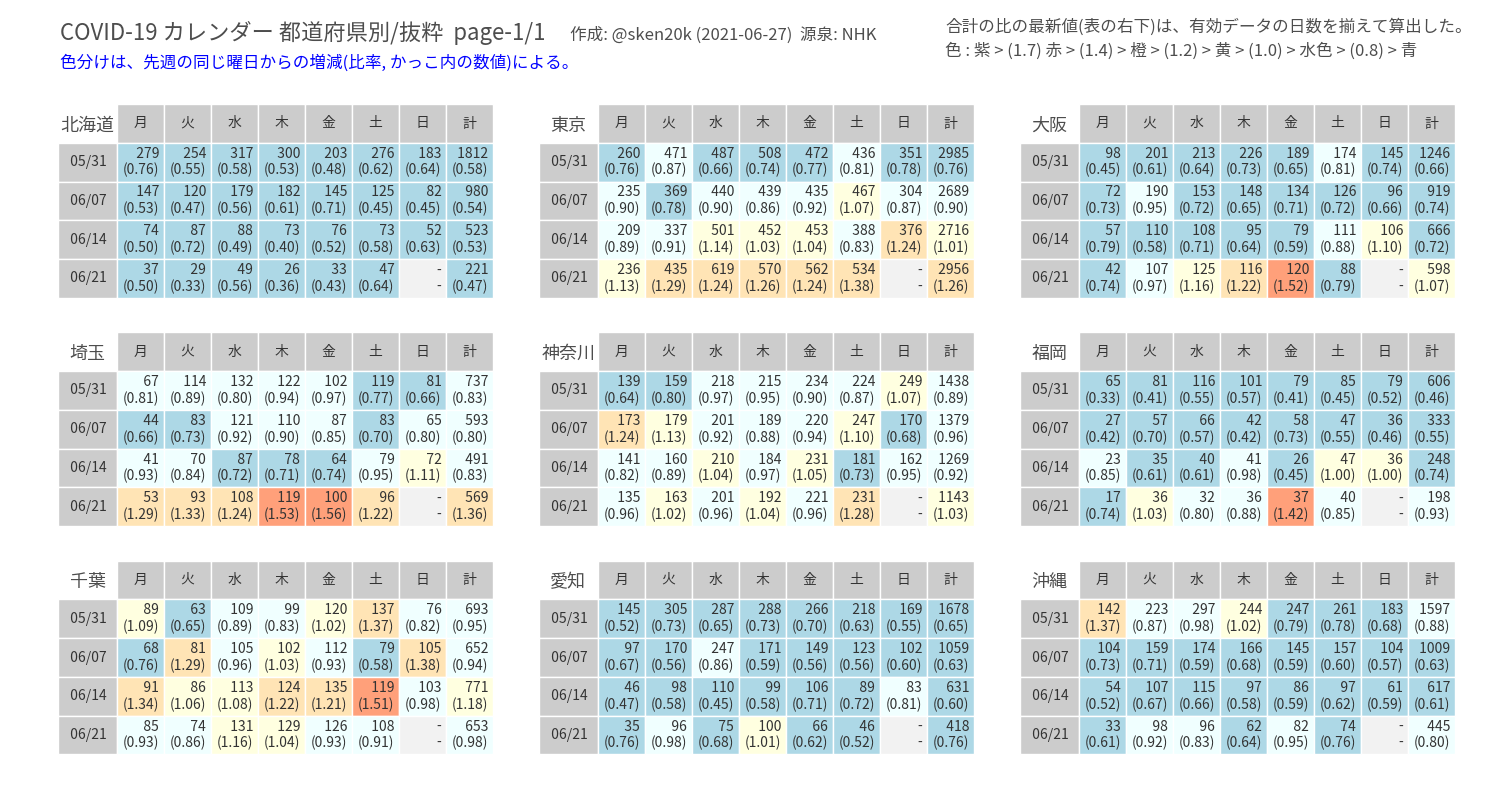 COVID-19 カレンダー 都道府県別/抜粋 page-1/1 作成: @sken20k (2021-06-27) 源泉: NHK
色分けは、先週の同じ曜日からの増減(比率, かっこ内の数値)による。
合計の比の最新値(表の右下)は、有効データの日数を揃えて算出した。
色 : 紫 > (1.7) 赤 > (1.4) 橙 > (1.2) > 黄 > (1.0) > 水色 > (0.8) > 青
北海道 月 火 水 木 金 土 日 計
05/31 279 254 317 300 203 276 183 1812
(0.76) (0.55) (0.58) (0.53) (0.48) (0.62) (0.64) (0.58)
06/07 147 120 179 182 145 125 82 980
(0.53) (0.47) (0.56) (0.61) (0.71) (0.45) (0.45) (0.54)
06/14 74 87 88 73 76 73 52 523
(0.50) (0.72) (0.49) (0.40) (0.52) (0.58) (0.63) (0.53)
06/21 37 29 49 26 33 47 - 221
(0.50) (0.33) (0.56) (0.36) (0.43) (0.64) - (0.47)
東京 月 火 水 木 金 土 日 計
05/31 260 471 487 508 472 436 351 2985
(0.76) (0.87) (0.66) (0.74) (0.77) (0.81) (0.78) (0.76)
06/07 235 369 440 439 435 467 304 2689
(0.90) (0.78) (0.90) (0.86) (0.92) (1.07) (0.87) (0.90)
06/14 209 337 501 452 453 388 376 2716
(0.89) (0.91) (1.14) (1.03) (1.04) (0.83) (1.24) (1.01)
06/21 236 435 619 570 562 534 - 2956
(1.13) (1.29) (1.24) (1.26) (1.24) (1.38) - (1.26)
大阪 月 火 水 木 金 土 日 計
05/31 98 201 213 226 189 174 145 1246
(0.45) (0.61) (0.64) (0.73) (0.65) (0.81) (0.74) (0.66)
06/07 72 190 153 148 134 126 96 919
(0.73) (0.95) (0.72) (0.65) (0.71) (0.72) (0.66) (0.74)
06/14 57 110 108 95 79 111 106 666
(0.79) (0.58) (0.71) (0.64) (0.59) (0.88) (1.10) (0.72)
06/21 42 107 125 116 120 88 - 598
(0.74) (0.97) (1.16) (1.22) (1.52) (0.79) - (1.07)
埼玉 月 火 水 木 金 土 日 計
05/31 67 114 132 122 102 119 81 737
(0.81) (0.89) (0.80) (0.94) (0.97) (0.77) (0.66) (0.83)
06/07 44 83 121 110 87 83 65 593
(0.66) (0.73) (0.92) (0.90) (0.85) (0.70) (0.80) (0.80)
06/14 41 70 87 78 64 79 72 491
(0.93) (0.84) (0.72) (0.71) (0.74) (0.95) (1.11) (0.83)
06/21 53 93 108 119 100 96 - 569
(1.29) (1.33) (1.24) (1.53) (1.56) (1.22) - (1.36)
神奈川 月 火 水 木 金 土 日 計
05/31 139 159 218 215 234 224 249 1438
(0.64) (0.80) (0.97) (0.95) (0.90) (0.87) (1.07) (0.89)
06/07 173 179 201 189 220 247 170 1379
(1.24) (1.13) (0.92) (0.88) (0.94) (1.10) (0.68) (0.96)
06/14 141 160 210 184 231 181 162 1269
(0.82) (0.89) (1.04) (0.97) (1.05) (0.73) (0.95) (0.92)
06/21 135 163 201 192 221 231 - 1143
(0.96) (1.02) (0.96) (1.04) (0.96) (1.28) - (1.03)
福岡 月 火 水 木 金 土 日 計
05/31 65 81 116 101 79 85 79 606
(0.33) (0.41) (0.55) (0.57) (0.41) (0.45) (0.52) (0.46)
06/07 27 57 66 42 58 47 36 333
(0.42) (0.70) (0.57) (0.42) (0.73) (0.55) (0.46) (0.55)
06/14 23 35 40 41 26 47 36 248
(0.85) (0.61) (0.61) (0.98) (0.45) (1.00) (1.00) (0.74)
06/21 17 36 32 36 37 40 - 198
(0.74) (1.03) (0.80) (0.88) (1.42) (0.85) - (0.93)
千葉 月 火 水 木 金 土 日 計
05/31 89 63 109 99 120 137 76 693
(1.09) (0.65) (0.89) (0.83) (1.02) (1.37) (0.82) (0.95)
06/07 68 81 105 102 112 79 105 652
(0.76) (1.29) (0.96) (1.03) (0.93) (0.58) (1.38) (0.94)
06/14 91 86 113 124 135 119 103 771
(1.34) (1.06) (1.08) (1.22) (1.21) (1.51) (0.98) (1.18)
06/21 85 74 131 129 126 108 - 653
(0.93) (0.86) (1.16) (1.04) (0.93) (0.91) - (0.98)
愛知 月 火 水 木 金 土 日 計
05/31 145 305 287 288 266 218 169 1678
(0.52) (0.73) (0.65) (0.73) (0.70) (0.63) (0.55) (0.65)
06/07 97 170 247 171 149 123 102 1059
(0.67) (0.56) (0.86) (0.59) (0.56) (0.56) (0.60) (0.63)
06/14 46 98 110 99 106 89 83 631
(0.47) (0.58) (0.45) (0.58) (0.71) (0.72) (0.81) (0.60)
06/21 35 96 75 100 66 46 - 418
(0.76) (0.98) (0.68) (1.01) (0.62) (0.52) - (0.76)
沖縄 月 火 水 木 金 土 日 計
05/31 142 223 297 244 247 261 183 1597
(1.37) (0.87) (0.98) (1.02) (0.79) (0.78) (0.68) (0.88)
06/07 104 159 174 166 145 157 104 1009
(0.73) (0.71) (0.59) (0.68) (0.59) (0.60) (0.57) (0.63)
06/14 54 107 115 97 86 97 61 617
(0.52) (0.67) (0.66) (0.58) (0.59) (0.62) (0.59) (0.61)
06/21 33 98 96 62 82 74 - 445
(0.61) (0.92) (0.83) (0.64) (0.95) (0.76) - (0.80)